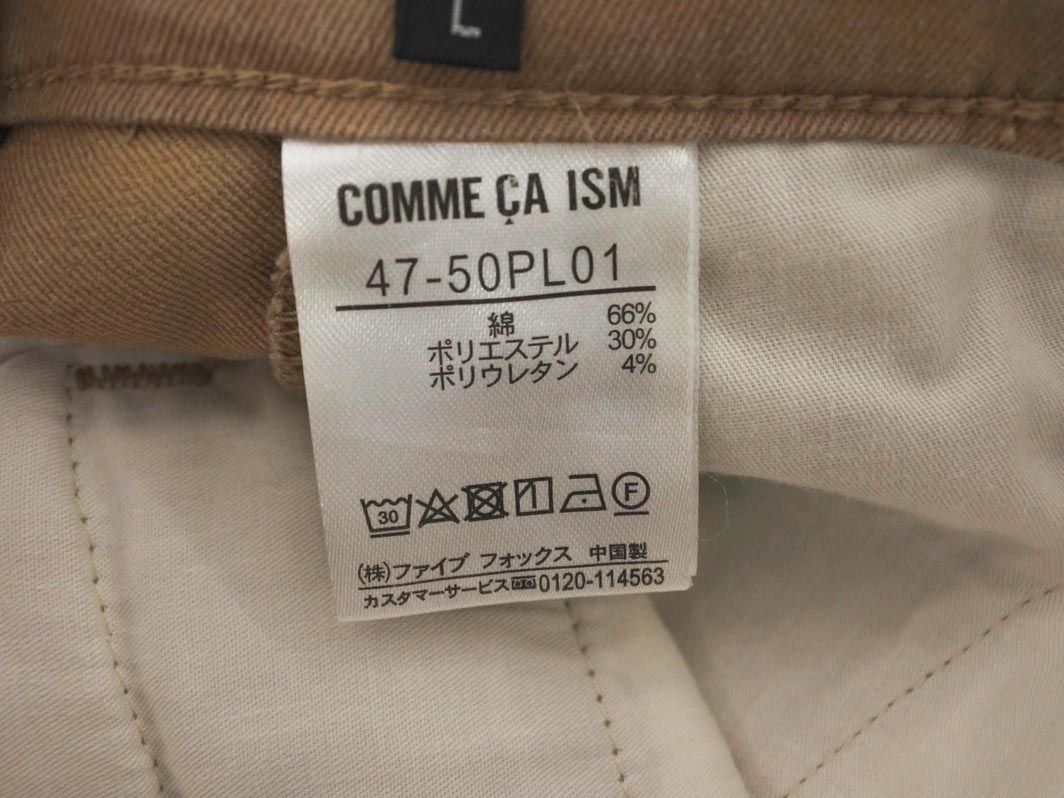 L
COMME ÇA ISM
47-50PL01
綿 66%
ポリエステル 30%
ポリウレタン 4%
30 F
(株)ファイブ フォックス 中国製
カスタマーサービス 0120-114563